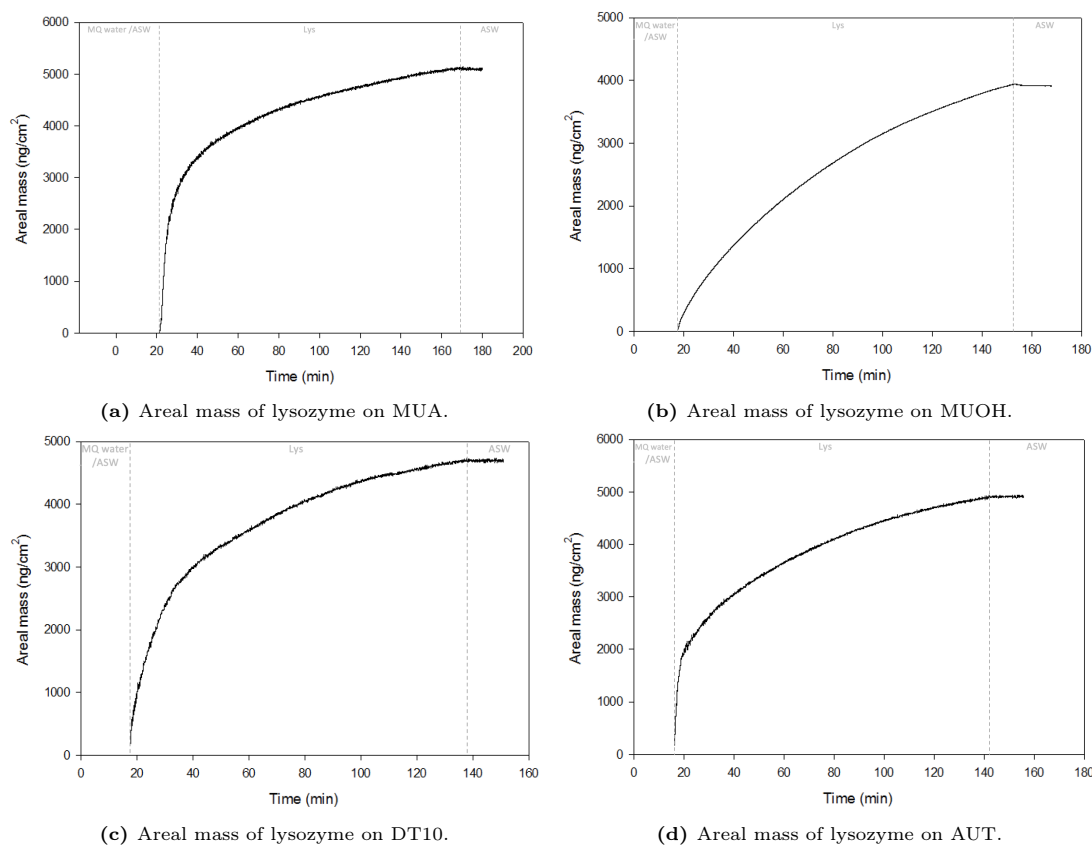 MQ water /ASW
Lys
ASW
6000
5000
4000
3000
2000
1000
0
Areal mass (ng/cm²)
0 20 40 60 80 100 120 140 160 180 200
Time (min)
(a) Areal mass of lysozyme on MUA.
MQ water
/ASW
Lys
ASW
5000
4000
3000
2000
1000
0
Areal mass (ng/cm²)
0 20 40 60 80 100 120 140 160 180
Time (min)
(b) Areal mass of lysozyme on MUOH.
MQ water
/ASW
Lys
ASW
5000
4000
3000
2000
1000
0
Areal mass (ng/cm²)
0 20 40 60 80 100 120 140 160
Time (min)
(c) Areal mass of lysozyme on DT10.
MQ water
/ASW
Lys
ASW
6000
5000
4000
3000
2000
1000
0
Areal mass (ng/cm²)
0 20 40 60 80 100 120 140 160 180
Time (min)
(d) Areal mass of lysozyme on AUT.